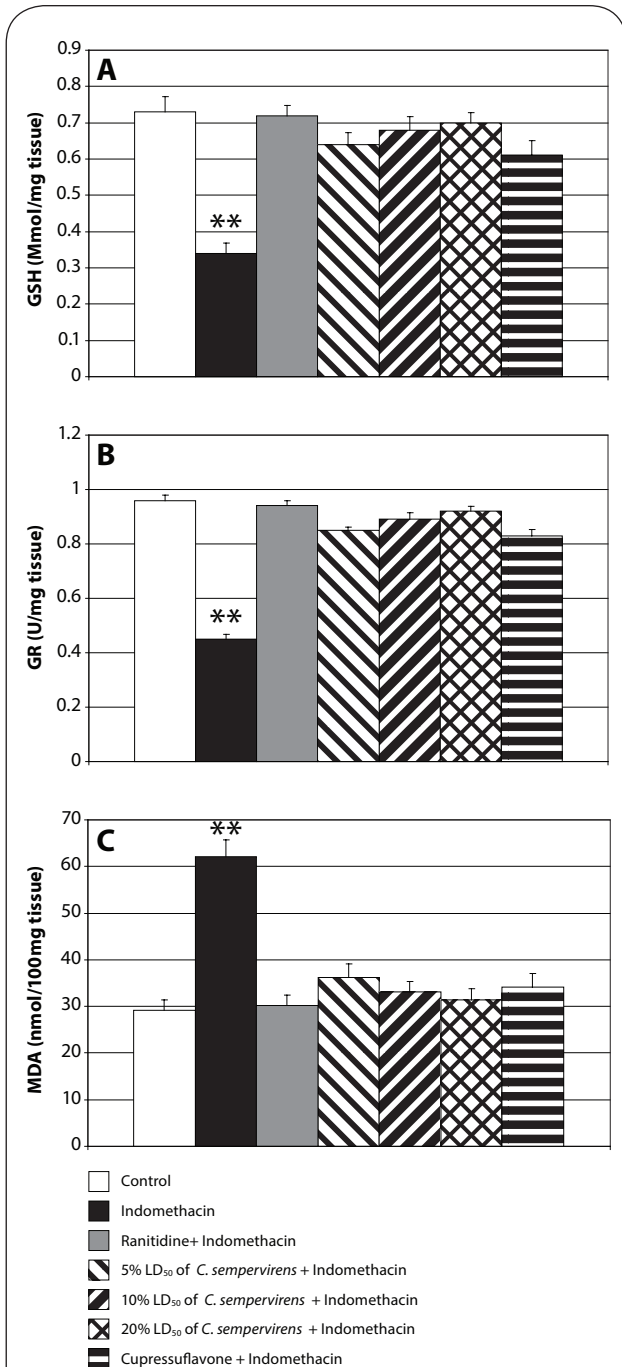 A
GSH (Mmol/mg tissue)
0.9
0.8
0.7
0.6
0.5
0.4
0.3
0.2
0.1
0
**
B
GR (U/mg tissue)
1.2
1
0.8
0.6
0.4
0.2
0
**
C
MDA (nmol/100 mg tissue)
70
60
50
40
30
20
10
0
**
Control
Indomethacin
Ranitidine+ Indomethacin
5% LD₅₀ of C. sempervirens + Indomethacin
10% LD₅₀ of C. sempervirens + Indomethacin
20% LD₅₀ of C. sempervirens + Indomethacin
Cupressuflavone + Indomethacin